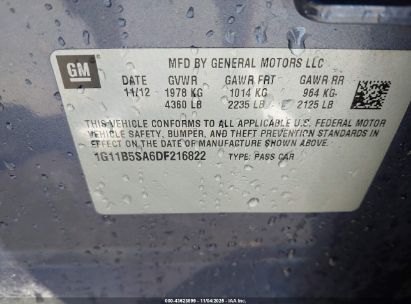 GM
MFD BY GENERAL MOTORS LLC
DATE GVWR GAWR FRT GAWR RR
11/12 1978 KG 1014 KG 964 KG
4360 LB 2235 LB 2125 LB
THIS VEHICLE CONFORMS TO ALL APPLICABLE U.S. FEDERAL MOTOR
VEHICLE SAFETY, BUMPER, AND THEFT PREVENTION STANDARDS IN
EFFECT ON THE DATE OF MANUFACTURE SHOWN ABOVE.
1G11B5SA6DF216822 TYPE: PASS CAR